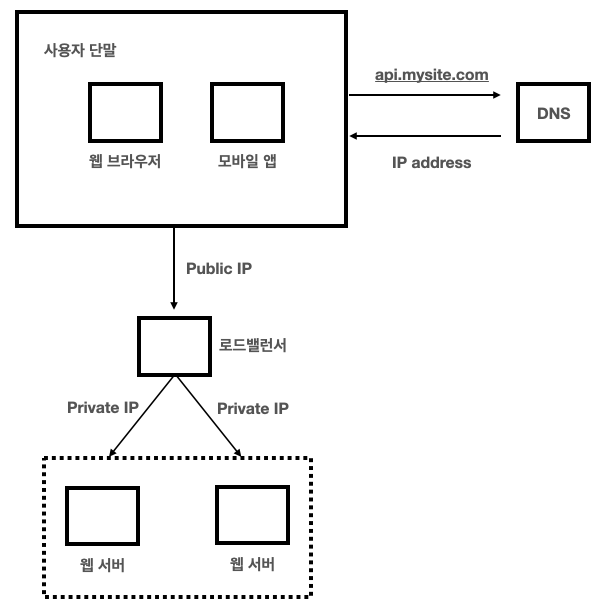 사용자 단말
api.mysite.com
DNS
웹 브라우저
모바일 앱
IP address
Public IP
로드밸런서
Private IP
Private IP
웹 서버
웹 서버